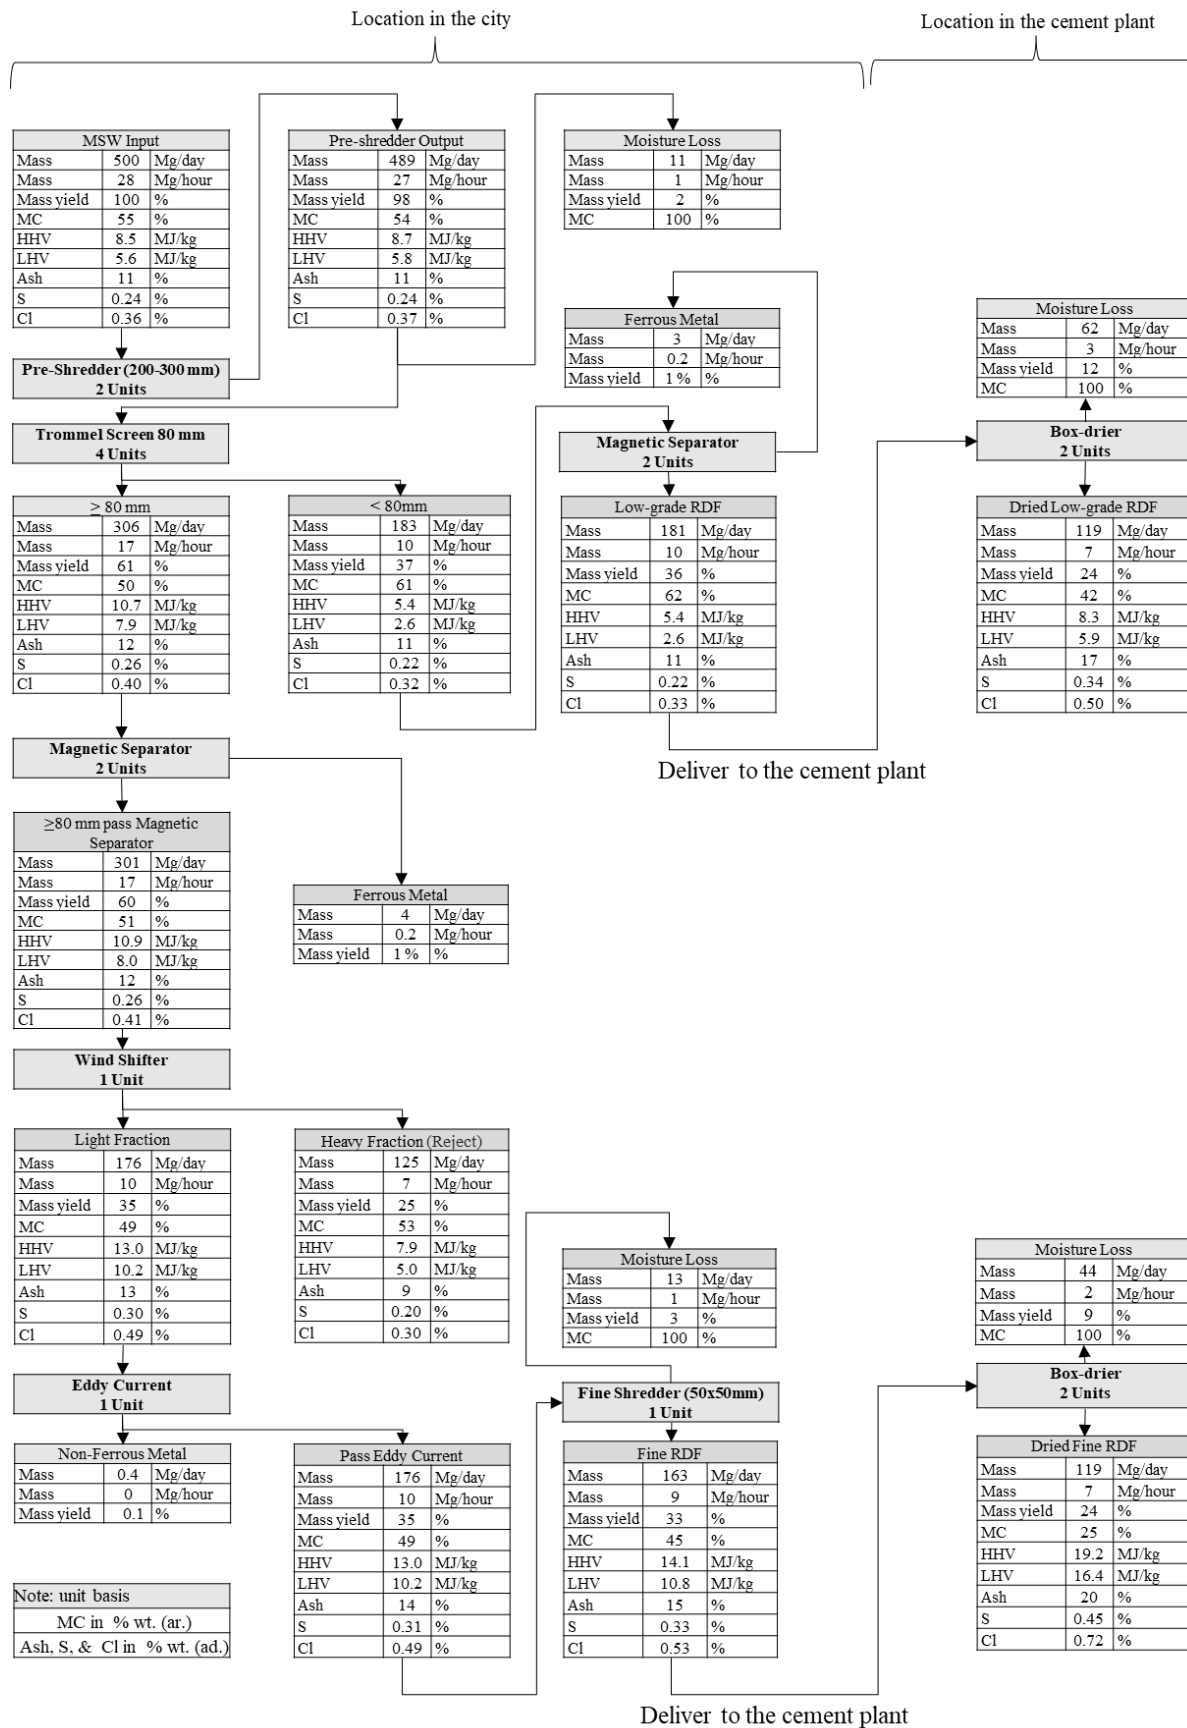 Location in the city
Location in the cement plant
MSW Input
Mass 500 Mg/day
Mass 28 Mg/hour
Mass yield 100 %
MC 55 %
HHV 8.5 MJ/kg
LHV 5.6 MJ/kg
Ash 11 %
S 0.24 %
Cl 0.36 %
Pre-shredder Output
Mass 489 Mg/day
Mass 27 Mg/hour
Mass yield 98 %
MC 54 %
HHV 8.7 MJ/kg
LHV 5.8 MJ/kg
Ash 11 %
S 0.24 %
Cl 0.37 %
Moisture Loss
Mass 11 Mg/day
Mass 1 Mg/hour
Mass yield 2 %
MC 100 %
Pre-Shredder (200-300 mm)
2 Units
Ferrous Metal
Mass 3 Mg/day
Mass 0.2 Mg/hour
Mass yield 1 % %
Moisture Loss
Mass 62 Mg/day
Mass 3 Mg/hour
Mass yield 12 %
MC 100 %
Trommel Screen 80 mm
4 Units
Magnetic Separator
2 Units
Box-drier
2 Units
≥ 80 mm
Mass 306 Mg/day
Mass 17 Mg/hour
Mass yield 61 %
MC 50 %
HHV 10.7 MJ/kg
LHV 7.9 MJ/kg
Ash 12 %
S 0.26 %
Cl 0.40 %
< 80mm
Mass 183 Mg/day
Mass 10 Mg/hour
Mass yield 37 %
MC 61 %
HHV 5.4 MJ/kg
LHV 2.6 MJ/kg
Ash 11 %
S 0.22 %
Cl 0.32 %
Low-grade RDF
Mass 181 Mg/day
Mass 10 Mg/hour
Mass yield 36 %
MC 62 %
HHV 5.4 MJ/kg
LHV 2.6 MJ/kg
Ash 11 %
S 0.22 %
Cl 0.33 %
Dried Low-grade RDF
Mass 119 Mg/day
Mass 7 Mg/hour
Mass yield 24 %
MC 42 %
HHV 8.3 MJ/kg
LHV 5.9 MJ/kg
Ash 17 %
S 0.34 %
Cl 0.50 %
Magnetic Separator
2 Units
Deliver to the cement plant
≥80 mm pass Magnetic
Separator
Mass 301 Mg/day
Mass 17 Mg/hour
Mass yield 60 %
MC 51 %
HHV 10.9 MJ/kg
LHV 8.0 MJ/kg
Ash 12 %
S 0.26 %
Cl 0.41 %
Ferrous Metal
Mass 4 Mg/day
Mass 0.2 Mg/hour
Mass yield 1 % %
Wind Shifter
1 Unit
Light Fraction
Mass 176 Mg/day
Mass 10 Mg/hour
Mass yield 35 %
MC 49 %
HHV 13.0 MJ/kg
LHV 10.2 MJ/kg
Ash 13 %
S 0.30 %
Cl 0.49 %
Heavy Fraction (Reject)
Mass 125 Mg/day
Mass 7 Mg/hour
Mass yield 25 %
MC 53 %
HHV 7.9 MJ/kg
LHV 5.0 MJ/kg
Ash 9 %
S 0.20 %
Cl 0.30 %
Moisture Loss
Mass 13 Mg/day
Mass 1 Mg/hour
Mass yield 3 %
MC 100 %
Moisture Loss
Mass 44 Mg/day
Mass 2 Mg/hour
Mass yield 9 %
MC 100 %
Eddy Current
1 Unit
Fine Shredder (50x50mm)
1 Unit
Box-drier
2 Units
Non-Ferrous Metal
Mass 0.4 Mg/day
Mass 0 Mg/hour
Mass yield 0.1 %
Pass Eddy Current
Mass 176 Mg/day
Mass 10 Mg/hour
Mass yield 35 %
MC 49 %
HHV 13.0 MJ/kg
LHV 10.2 MJ/kg
Ash 14 %
S 0.31 %
Cl 0.49 %
Fine RDF
Mass 163 Mg/day
Mass 9 Mg/hour
Mass yield 33 %
MC 45 %
HHV 14.1 MJ/kg
LHV 10.8 MJ/kg
Ash 15 %
S 0.33 %
Cl 0.53 %
Dried Fine RDF
Mass 119 Mg/day
Mass 7 Mg/hour
Mass yield 24 %
MC 25 %
HHV 19.2 MJ/kg
LHV 16.4 MJ/kg
Ash 20 %
S 0.45 %
Cl 0.72 %
Note: unit basis
MC in % wt. (ar.)
Ash, S, & Cl in % wt. (ad.)
Deliver to the cement plant